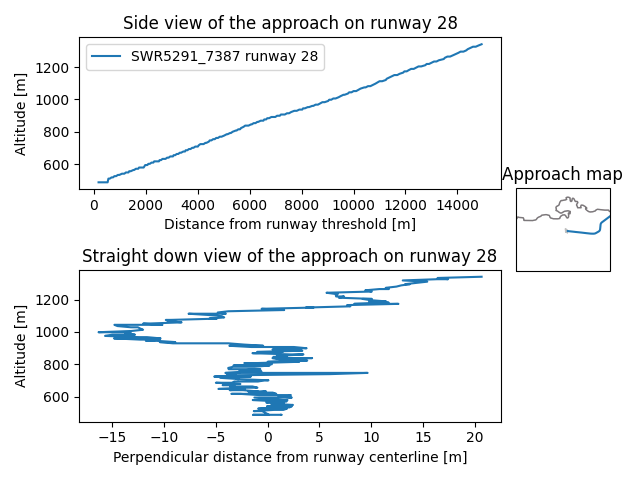 Side view of the approach on runway 28
SWR5291_7387 runway 28
Altitude [m]
1200
1000
800
600
0 2000 4000 6000 8000 10000 12000 14000
Distance from runway threshold [m]
Approach map
Straight down view of the approach on runway 28
Altitude [m]
1200
1000
800
600
−15 −10 −5 0 5 10 15 20
Perpendicular distance from runway centerline [m]